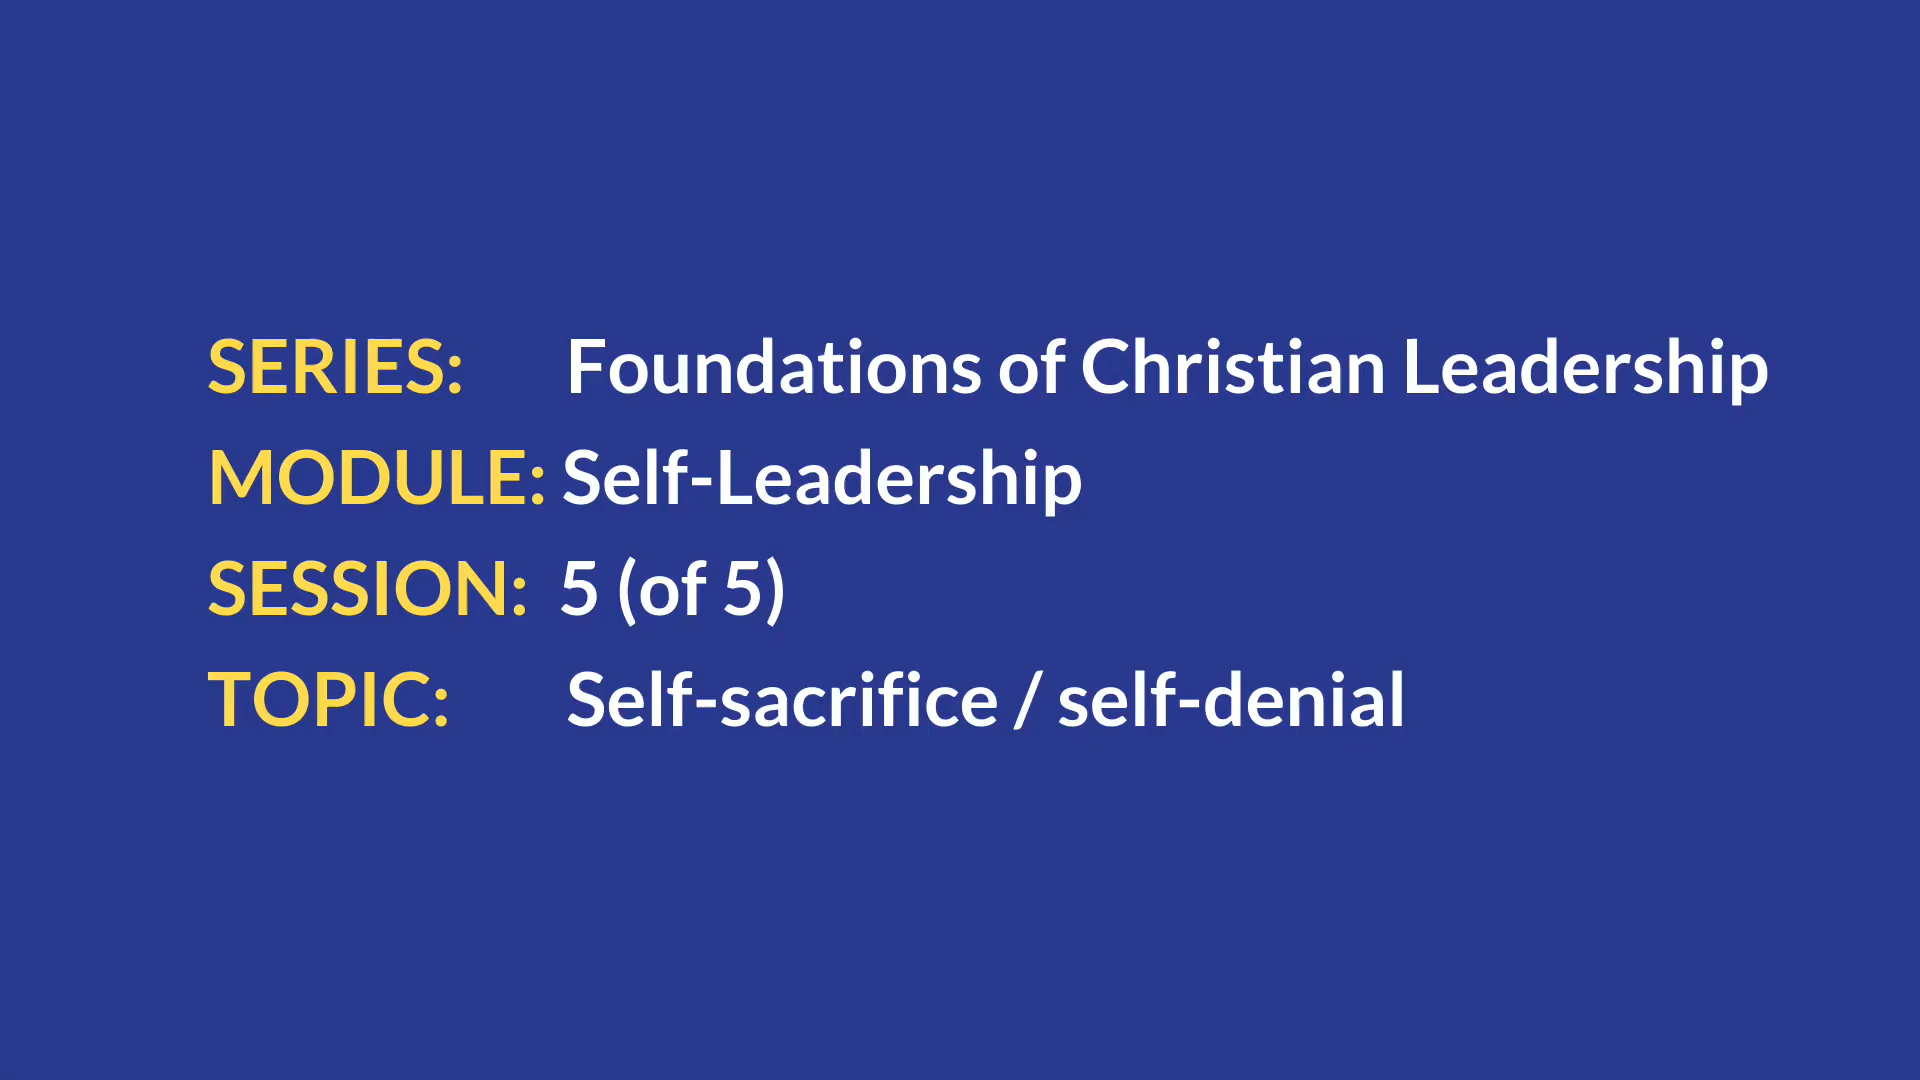 SERIES: Foundations of Christian Leadership
MODULE: Self-Leadership
SESSION: 5 (of 5)
TOPIC: Self-sacrifice / self-denial